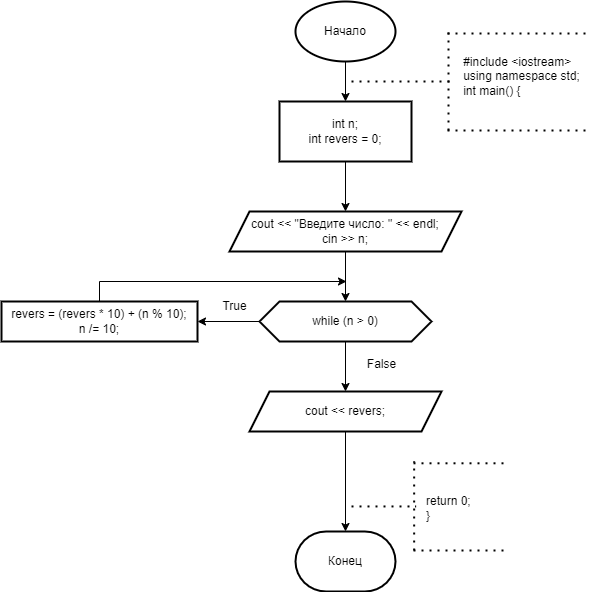 Начало
#include <iostream>
using namespace std;
int main() {
int n;
int revers = 0;
cout << "Введите число: " << endl;
cin >> n;
True
revers = (revers * 10) + (n % 10);
n /= 10;
while (n > 0)
False
cout << revers;
return 0;
}
Конец